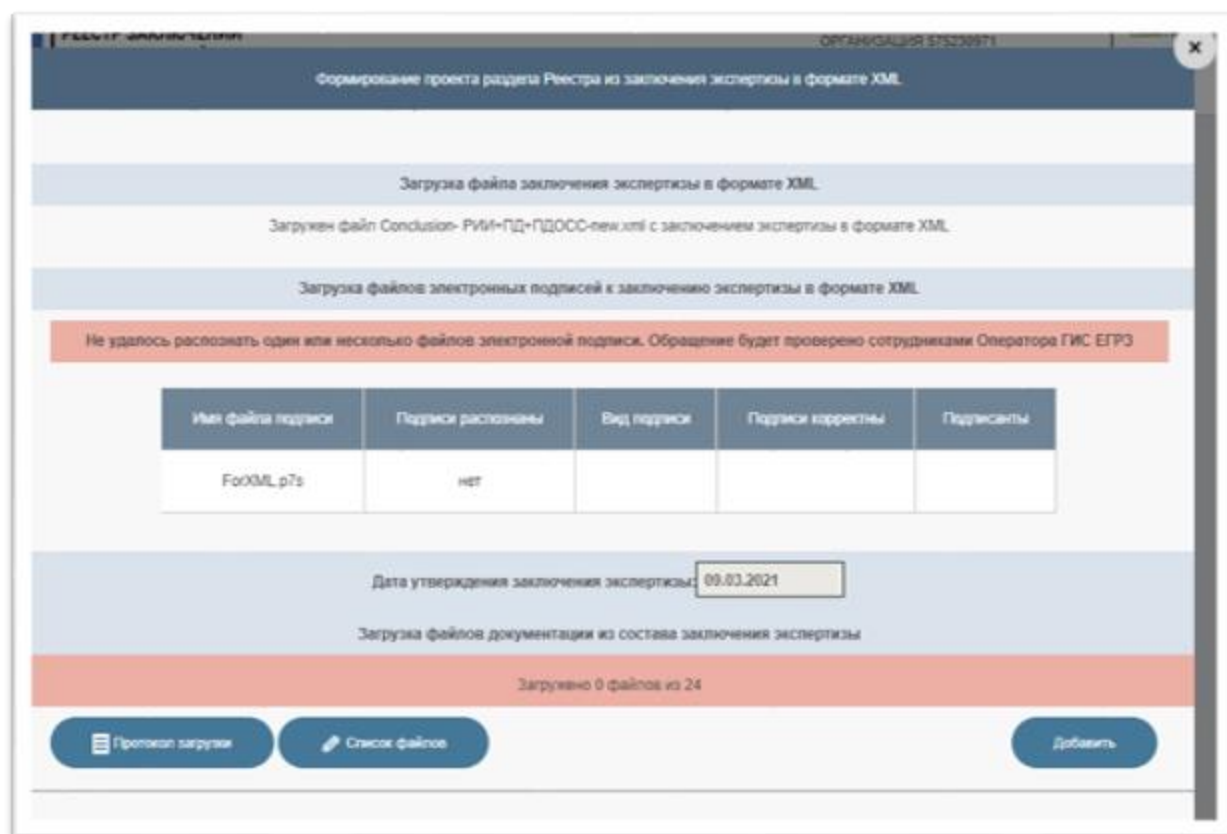 РЕЕСТР ЗАКЛЮЧЕНИЙ
ОРГАНИЗАЦИЯ 575230971
×
Формирование проекта раздела Реестра из заключения экспертизы в формате XML
Загрузка файла заключения экспертизы в формате XML
Загружен файл Conclusion- РИИ+ПД+ПДОСС-new.xml с заключением экспертизы в формате XML
Загрузка файлов электронных подписей к заключению экспертизы в формате XML
Не удалось распознать один или несколько файлов электронной подписи. Обращение будет проверено сотрудниками Оператора ГИС ЕГРЗ
Имя файла подписи Подписи распознаны Вид подписи Подписи корректны Подписанты
ForXML.p7s нет
Дата утверждения заключения экспертизы: 09.03.2021
Загрузка файлов документации из состава заключения экспертизы
Загружено 0 файлов из 24
Протокол загрузки Список файлов Добавить